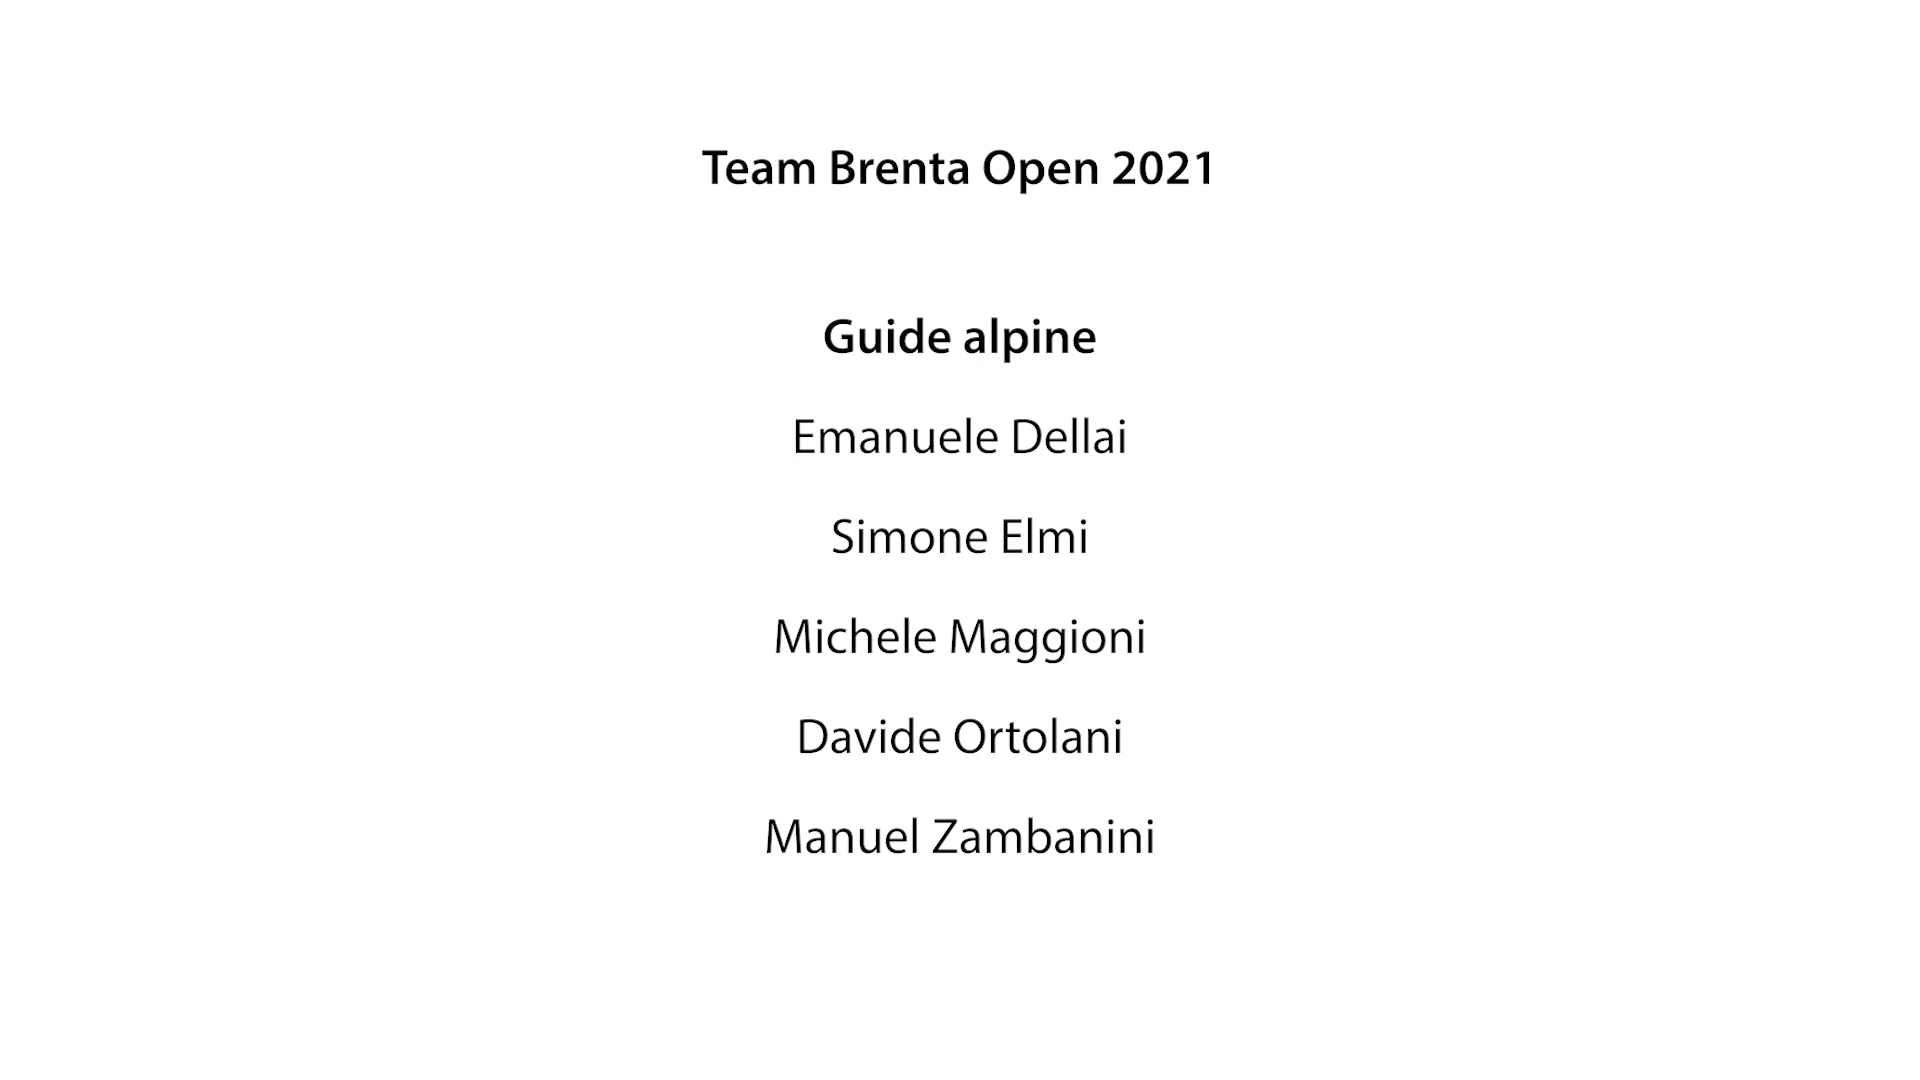 Team Brenta Open 2021
Guide alpine
Emanuele Dellai
Simone Elmi
Michele Maggioni
Davide Ortolani
Manuel Zambanini